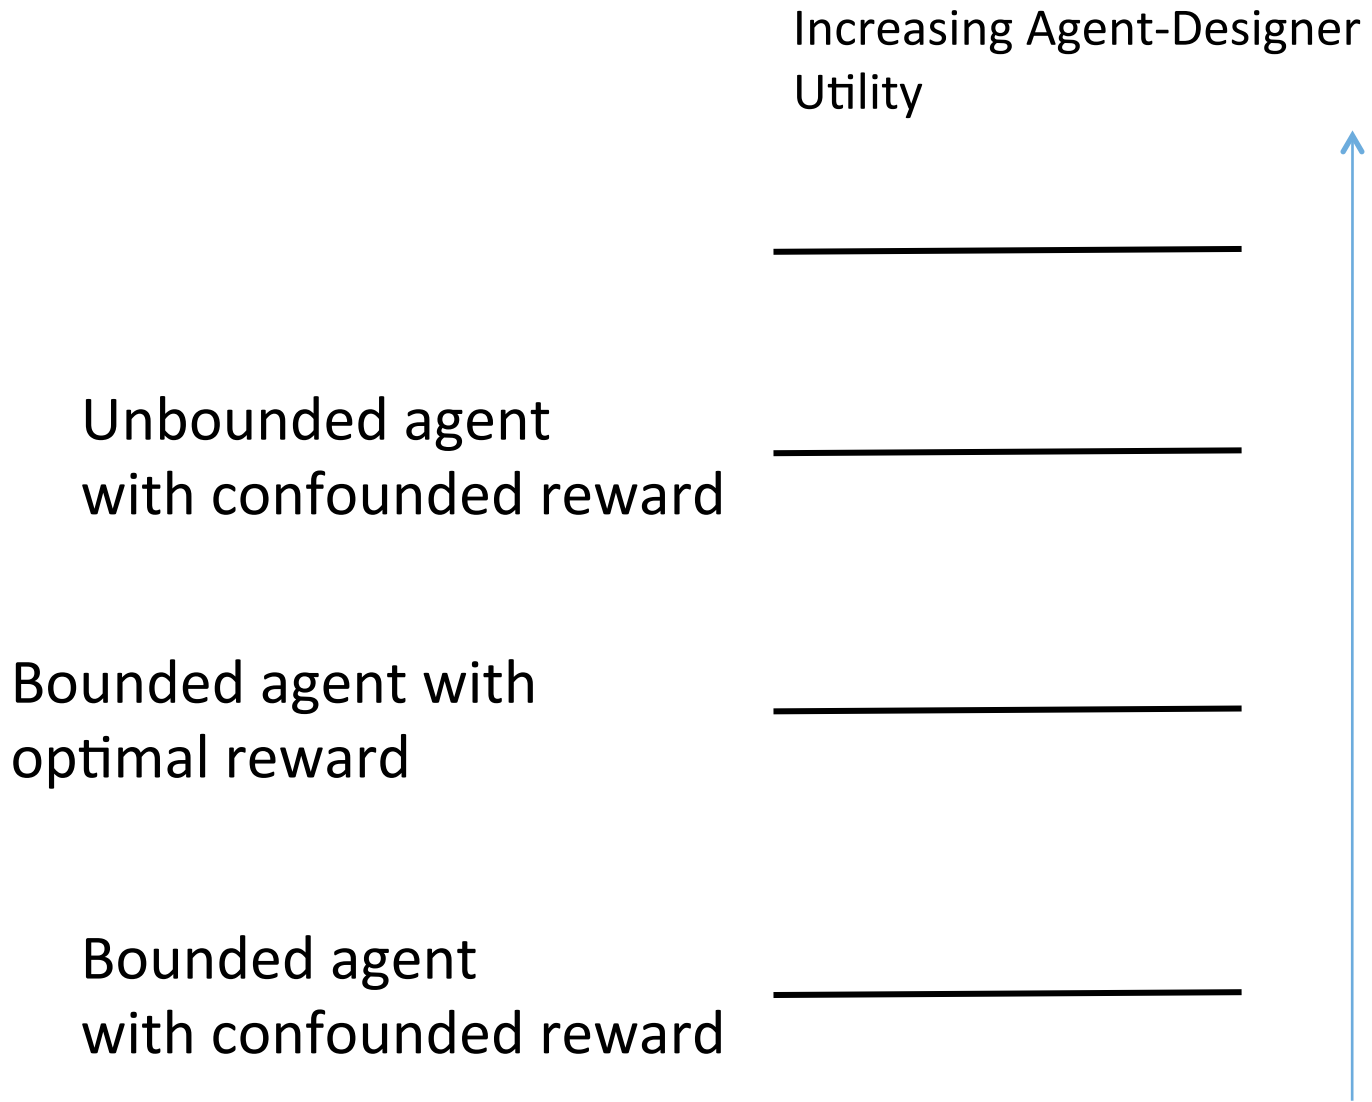 Increasing Agent-Designer
Utility
Unbounded agent
with confounded reward
Bounded agent with
optimal reward
Bounded agent
with confounded reward